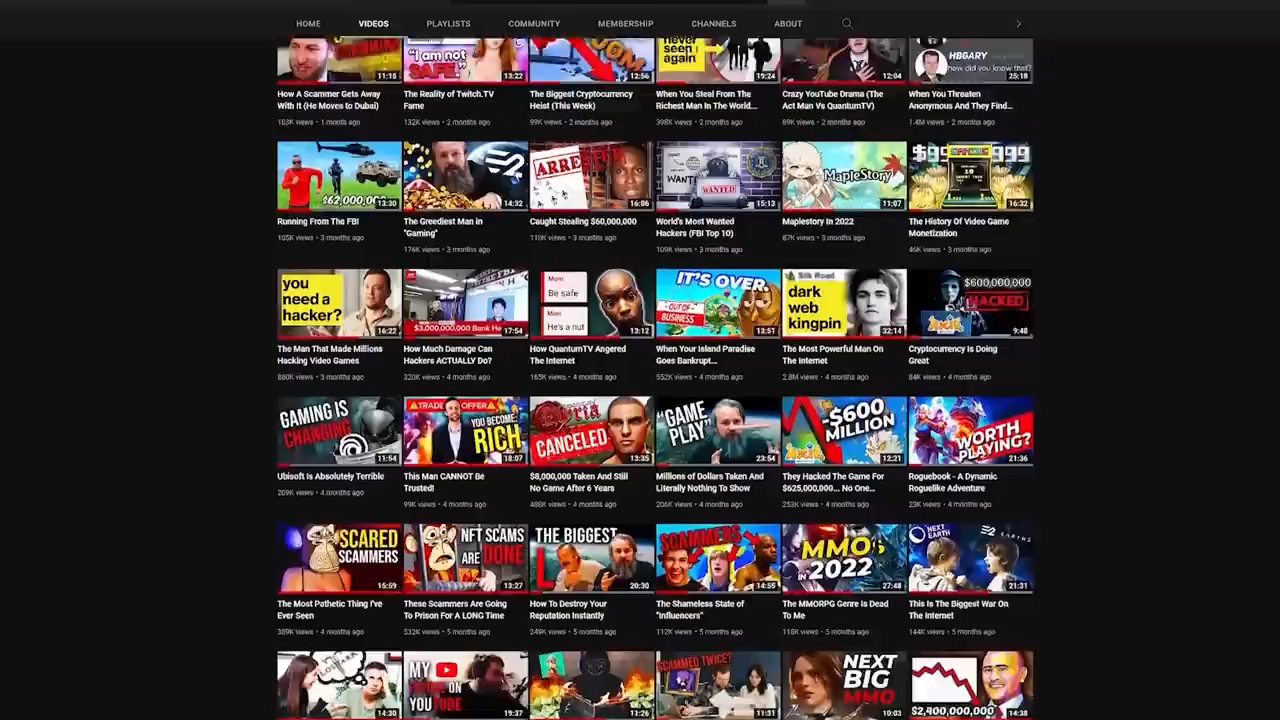 HOME VIDEOS PLAYLISTS COMMUNITY MEMBERSHIP CHANNELS ABOUT
11:15
"I am not
SAFE."
13:22
12:56
never
seen
again
19:24
12:04
HBGARY
how did you know that?
25:18
How A Scammer Gets Away
With It (He Moves to Dubai)
103K views • 1 months ago
The Reality of Twitch.TV
Fame
132K views • 2 months ago
The Biggest Cryptocurrency
Heist (This Week)
99K views • 2 months ago
When You Steal From The
Richest Man In The World...
398K views • 2 months ago
Crazy YouTube Drama (The
Act Man Vs QuantumTV)
89K views • 2 months ago
When You Threaten
Anonymous And They Find...
1.4M views • 2 months ago
13:30
14:32
16:06
WANTED
15:13
MapleStory
11:07
16:32
Running From The FBI
105K views • 3 months ago
The Greediest Man in
"Gaming"
176K views • 3 months ago
Caught Stealing $60,000,000
110K views • 3 months ago
World's Most Wanted
Hackers (FBI Top 10)
109K views • 3 months ago
Maplestory In 2022
87K views • 3 months ago
The History Of Video Game
Monetization
46K views • 3 months ago
you
need a
hacker?
16:22
$3,000,000,000 Bank He
17:54
Mom
Be safe
Mom
He's a nut
13:12
IT'S OVER.
OUT OF
BUSINESS
13:51
Silk Road
dark
web
kingpin
32:14
$600,000,000
HACKED
9:48
The Man That Made Millions
Hacking Video Games
880K views • 3 months ago
How Much Damage Can
Hackers ACTUALLY Do?
320K views • 4 months ago
How QuantumTV Angered
The Internet
165K views • 4 months ago
When Your Island Paradise
Goes Bankrupt...
552K views • 4 months ago
The Most Powerful Man On
The Internet
2.8M views • 4 months ago
Cryptocurrency Is Doing
Great
84K views • 4 months ago
GAMING IS
CHANGING
11:54
TRADE OFFER
YOU BECOME:
RICH
18:07
CANCELED
13:35
"GAME
PLAY"
23:54
-$600
MILLION
12:21
WORTH
PLAYING?
21:36
Ubisoft Is Absolutely Terrible
209K views • 4 months ago
This Man CANNOT Be
Trusted!
99K views • 4 months ago
$8,000,000 Taken And Still
No Game After 6 Years
486K views • 4 months ago
Millions of Dollars Taken And
Literally Nothing To Show
206K views • 4 months ago
They Hacked The Game For
$625,000,000... No One...
253K views • 4 months ago
Roguebook - A Dynamic
Roguelike Adventure
23K views • 4 months ago
SCARED
SCAMMERS
15:59
NFT SCAMS
ARE DONE
13:27
THE BIGGEST
L
20:30
SCAMMERS
14:55
MMOs
IN 2022
27:48
NEXT
EARTH
EARTH2
21:31
The Most Pathetic Thing I've
Ever Seen
389K views • 4 months ago
These Scammers Are Going
To Prison For A LONG Time
532K views • 5 months ago
How To Destroy Your
Reputation Instantly
249K views • 5 months ago
The Shameless State of
"Influencers"
112K views • 5 months ago
The MMORPG Genre Is Dead
To Me
118K views • 5 months ago
This Is The Biggest War On
The Internet
144K views • 5 months ago
14:30
MY
FUTURE ON
YOUTUBE
19:37
11:26
SCAMMED TWICE?
11:31
NEXT
BIG
MMO
10:03
$2,400,000,000
14:38